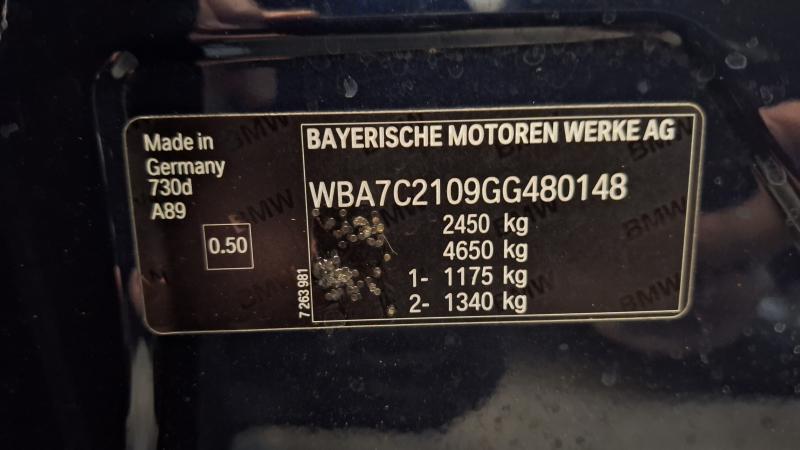 Made in
Germany
730d
A89
0.50
7 263 981
BAYERISCHE MOTOREN WERKE AG
WBA7C2109GG480148
2450 kg
4650 kg
1- 1175 kg
2- 1340 kg